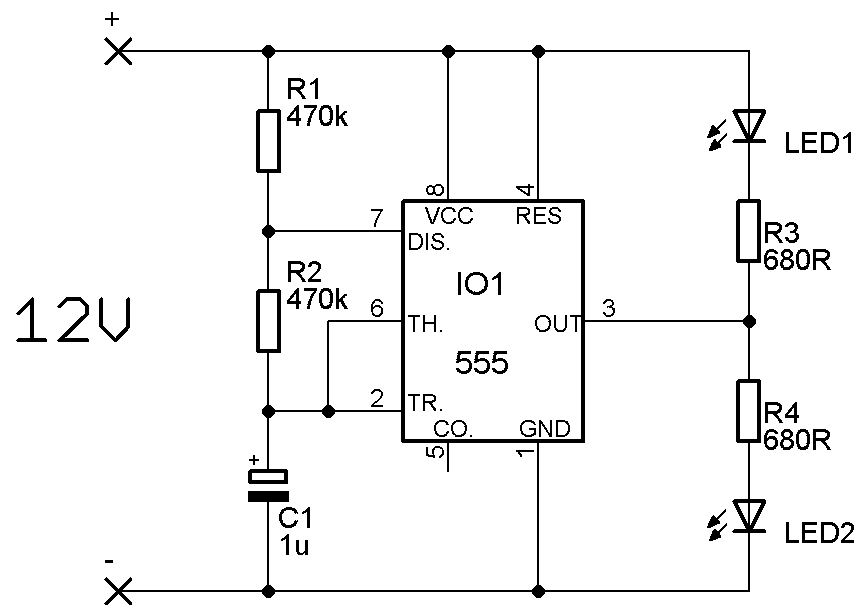 +
R1
470k
LED1
8
4
VCC
RES
7
DIS.
R3
680R
R2
470k
IO1
12V
6
TH.
3
OUT
555
2
TR.
R4
680R
CO.
GND
5
1
+
C1
1u
LED2
-